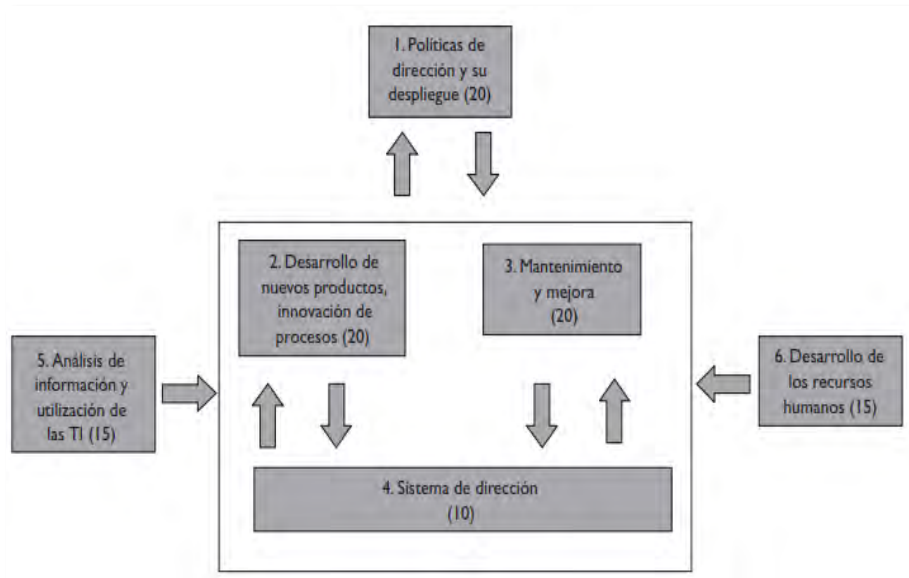 1. Políticas de
dirección y su
despliegue (20)
2. Desarrollo de
nuevos productos,
innovación de
procesos (20)
3. Mantenimiento
y mejora
(20)
5. Análisis de
información y
utilización de
las TI (15)
6. Desarrollo de
los recursos
humanos (15)
4. Sistema de dirección
(10)